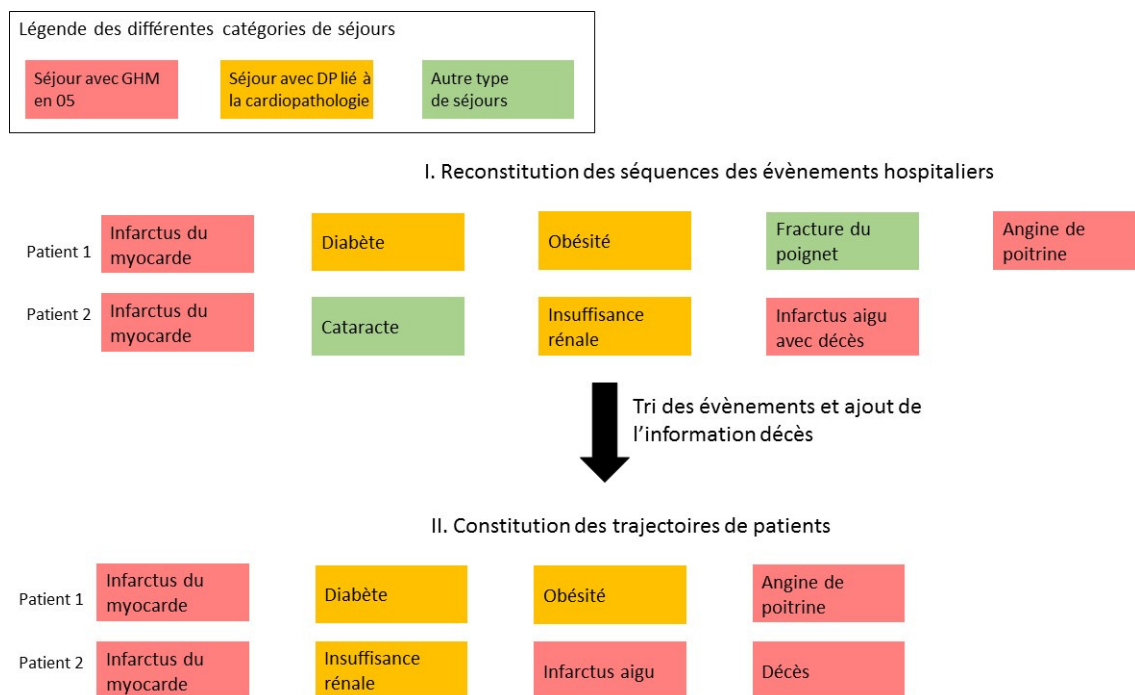 Légende des différentes catégories de séjours
Séjour avec GHM
en 05
Séjour avec DP lié à
la cardiopathologie
Autre type
de séjours
I. Reconstitution des séquences des évènements hospitaliers
Patient 1
Infarctus du
myocarde
Diabète
Obésité
Fracture du
poignet
Angine de
poitrine
Patient 2
Infarctus du
myocarde
Cataracte
Insuffisance
rénale
Infarctus aigu
avec décès
Tri des évènements et ajout de
l'information décès
II. Constitution des trajectoires de patients
Patient 1
Infarctus du
myocarde
Diabète
Obésité
Angine de
poitrine
Patient 2
Infarctus du
myocarde
Insuffisance
rénale
Infarctus aigu
Décès